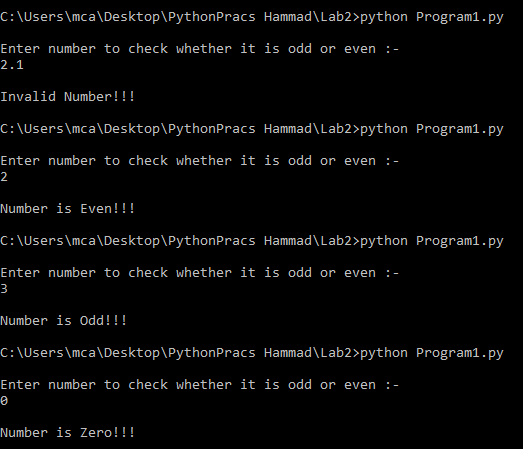 C:\Users\mca\Desktop\PythonPracs Hammad\Lab2>python Program1.py
Enter number to check whether it is odd or even :-
2.1
Invalid Number!!!
C:\Users\mca\Desktop\PythonPracs Hammad\Lab2>python Program1.py
Enter number to check whether it is odd or even :-
2
Number is Even!!!
C:\Users\mca\Desktop\PythonPracs Hammad\Lab2>python Program1.py
Enter number to check whether it is odd or even :-
3
Number is Odd!!!
C:\Users\mca\Desktop\PythonPracs Hammad\Lab2>python Program1.py
Enter number to check whether it is odd or even :-
0
Number is Zero!!!